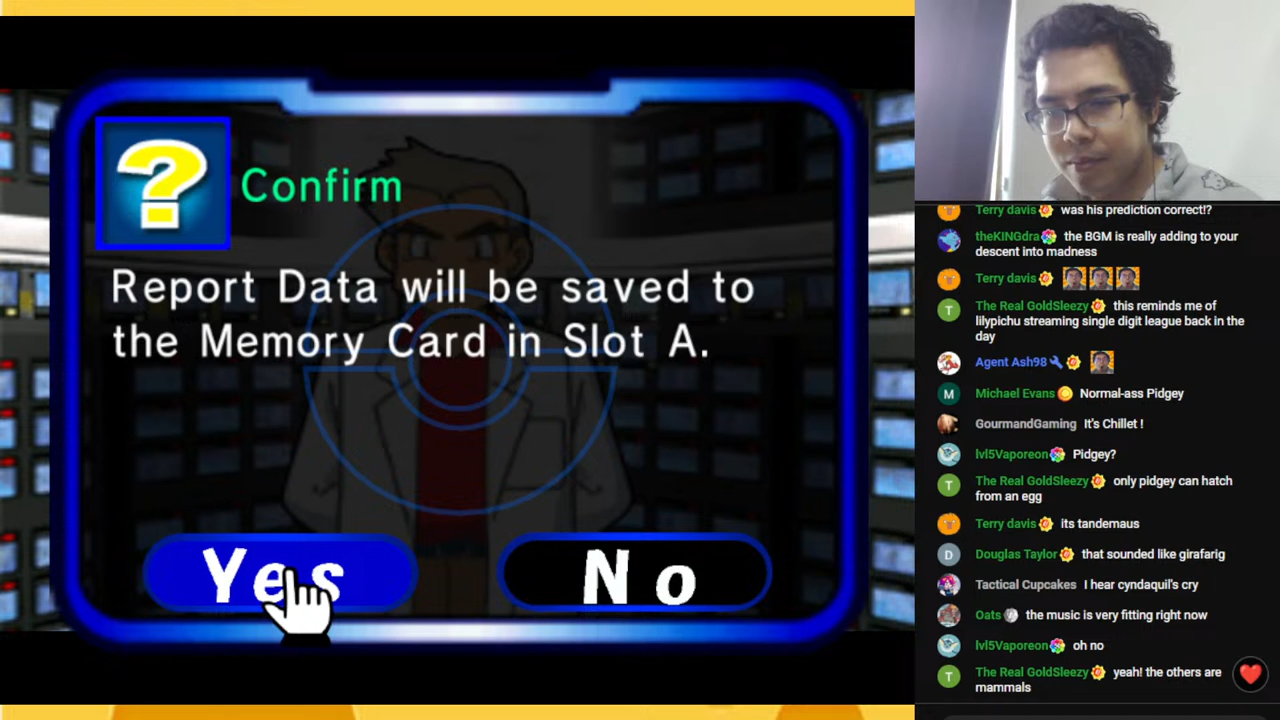 ?
Confirm
Report Data will be saved to
the Memory Card in Slot A.
Yes
No
Terry davis was his prediction correct!?
theKINGdra the BGM is really adding to your
descent into madness
Terry davis
T
The Real GoldSleezy this reminds me of
lilypichu streaming single digit league back in the
day
Agent Ash98
M
Michael Evans Normal-ass Pidgey
GourmandGaming It's Chillet !
lvl5Vaporeon Pidgey?
T
The Real GoldSleezy only pidgey can hatch
from an egg
Terry davis its tandemaus
D
Douglas Taylor that sounded like girafarig
Tactical Cupcakes I hear cyndaquil's cry
Oats the music is very fitting right now
lvl5Vaporeon oh no
T
The Real GoldSleezy yeah! the others are
mammals